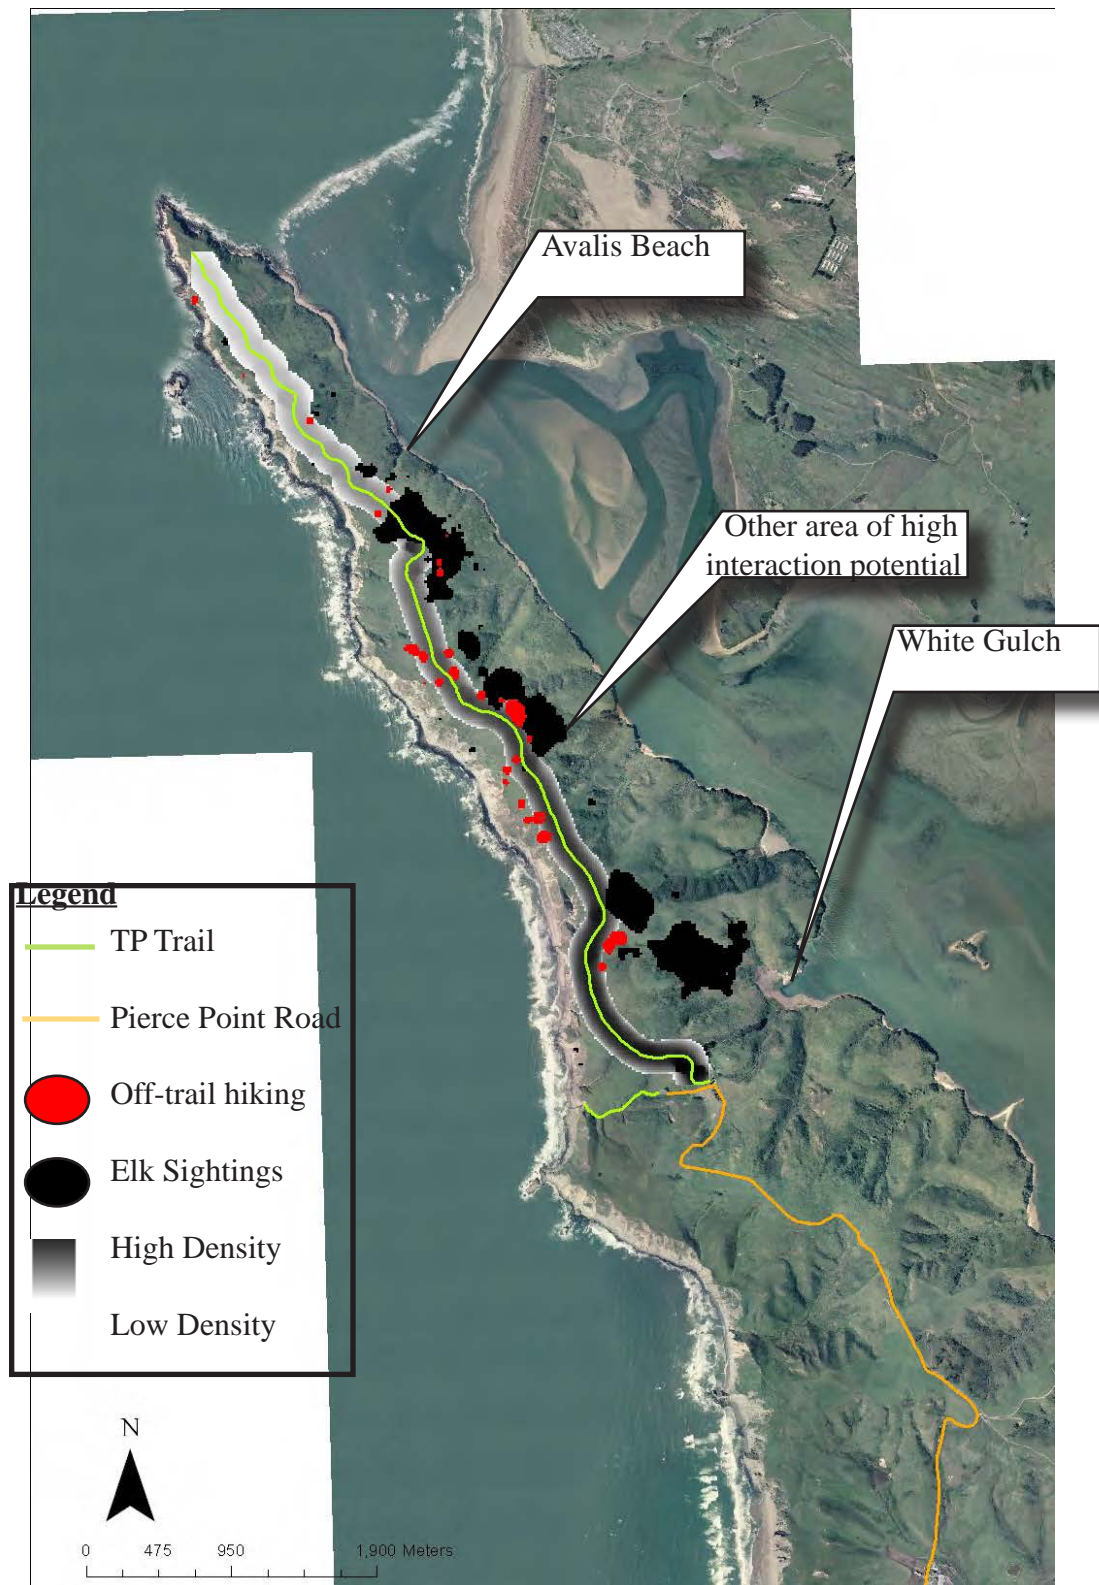 Avalis Beach
Other area of high
interaction potential
White Gulch
Legend
TP Trail
Pierce Point Road
Off-trail hiking
Elk Sightings
High Density
Low Density
N
0 475 950 1,900 Meters